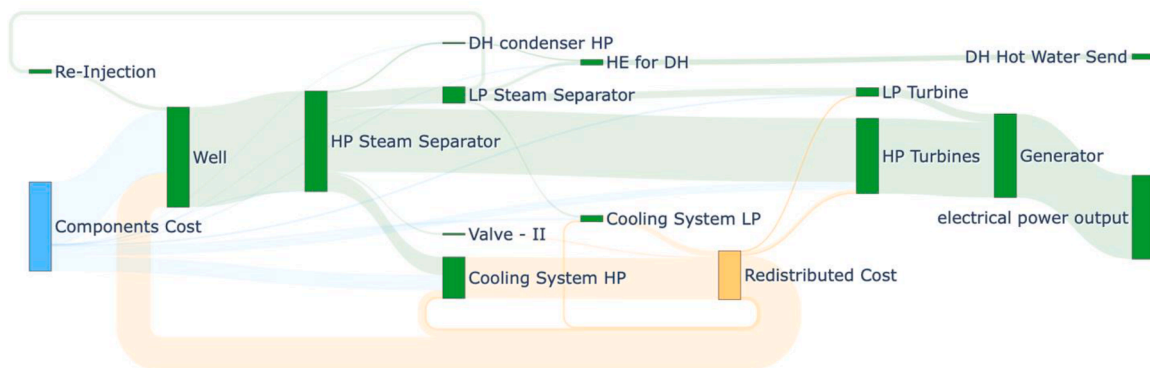 DH condenser HP
Re-Injection
HE for DH
DH Hot Water Send
LP Steam Separator
LP Turbine
Well
HP Steam Separator
HP Turbines
Generator
Components Cost
Cooling System LP
electrical power output
Valve - II
Cooling System HP
Redistributed Cost